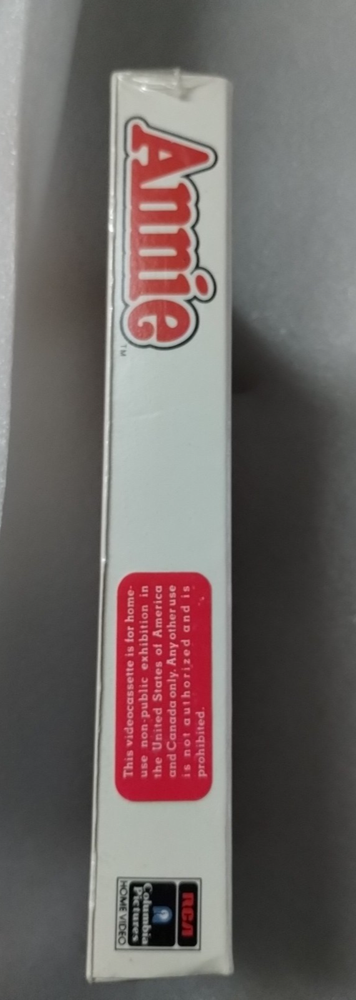 Annie
TM
This videocassette is for home-
use non-public exhibition in
the United States of America
and Canada only. Any other use
is not authorized and is
prohibited.
RCA
Columbia
Pictures
HOME VIDEO